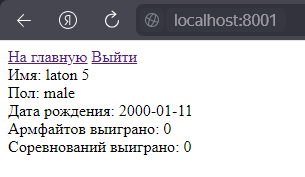 localhost:8001
На главную Выйти
Имя: laton 5
Пол: male
Дата рождения: 2000-01-11
Армфайтов выиграно: 0
Соревнований выиграно: 0